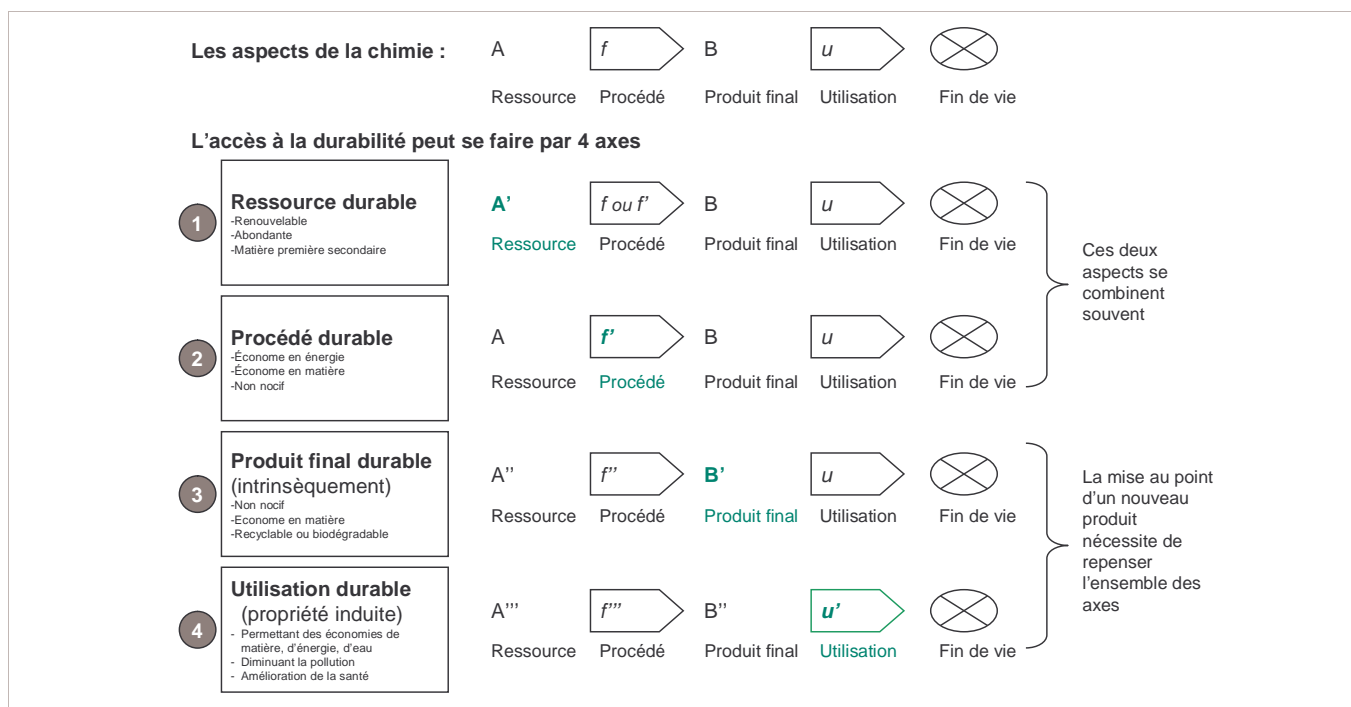 Les aspects de la chimie :
A f B u
Ressource Procédé Produit final Utilisation Fin de vie
L’accès à la durabilité peut se faire par 4 axes
1
Ressource durable
-Renouvelable
-Abondante
-Matière première secondaire
A’ f ou f’ B u
Ressource Procédé Produit final Utilisation Fin de vie
2
Procédé durable
-Économe en énergie
-Économe en matière
-Non nocif
A f’ B u
Ressource Procédé Produit final Utilisation Fin de vie
Ces deux
aspects se
combinent
souvent
3
Produit final durable
(intrinsèquement)
-Non nocif
-Econome en matière
-Recyclable ou biodégradable
A’’ f’’ B’ u
Ressource Procédé Produit final Utilisation Fin de vie
4
Utilisation durable
(propriété induite)
- Permettant des économies de
matière, d’énergie, d’eau
- Diminuant la pollution
- Amélioration de la santé
A’’’ f’’’ B’’ u’
Ressource Procédé Produit final Utilisation Fin de vie
La mise au point
d’un nouveau
produit
nécessite de
repenser
l’ensemble des
axes